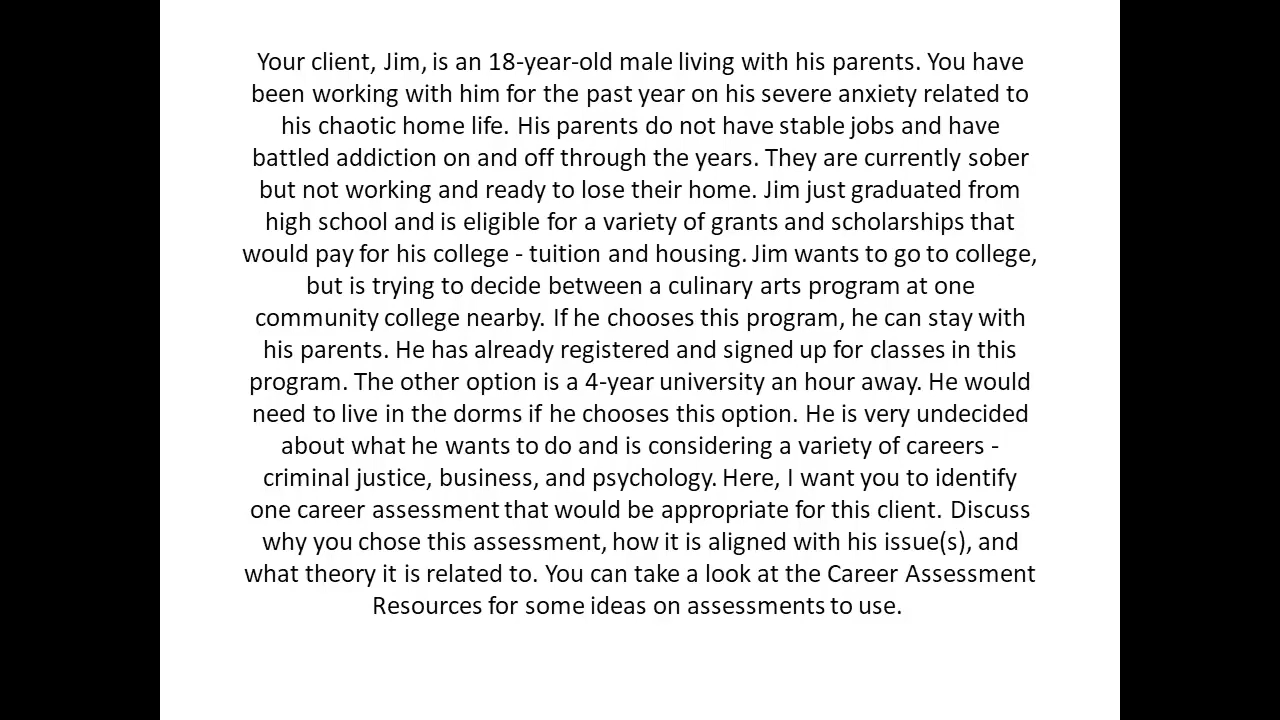 Your client, Jim, is an 18-year-old male living with his parents. You have
been working with him for the past year on his severe anxiety related to
his chaotic home life. His parents do not have stable jobs and have
battled addiction on and off through the years. They are currently sober
but not working and ready to lose their home. Jim just graduated from
high school and is eligible for a variety of grants and scholarships that
would pay for his college - tuition and housing. Jim wants to go to college,
but is trying to decide between a culinary arts program at one
community college nearby. If he chooses this program, he can stay with
his parents. He has already registered and signed up for classes in this
program. The other option is a 4-year university an hour away. He would
need to live in the dorms if he chooses this option. He is very undecided
about what he wants to do and is considering a variety of careers -
criminal justice, business, and psychology. Here, I want you to identify
one career assessment that would be appropriate for this client. Discuss
why you chose this assessment, how it is aligned with his issue(s), and
what theory it is related to. You can take a look at the Career Assessment
Resources for some ideas on assessments to use.